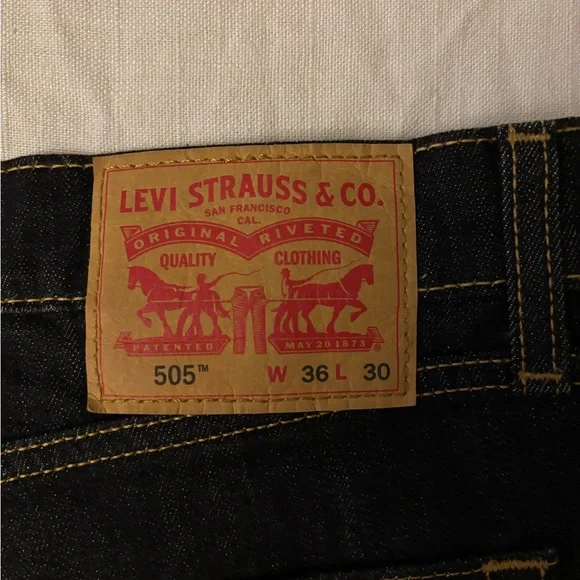 LEVI STRAUSS & CO.
SAN FRANCISCO
CAL.
ORIGINAL RIVETED
QUALITY CLOTHING
PATENTED MAY 20 1873
505™ W 36 L 30